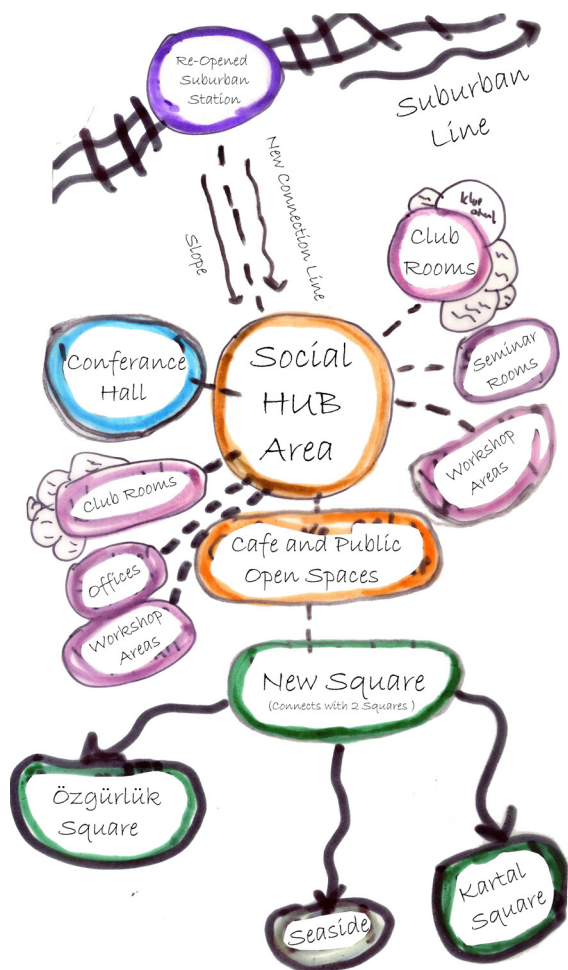 Re-Opened
Suburban
Station
Suburban
Line
New Connection Line
Slope
Club
Rooms
Social
HUB
Area
Conferance
Hall
Seminar
Rooms
Workshop
Areas
Club Rooms
Offices
Workshop
Areas
Cafe and Public
Open Spaces
New Square
(Connects with 2 Squares )
Özgürlük
Square
Kartal
Square
Seaside